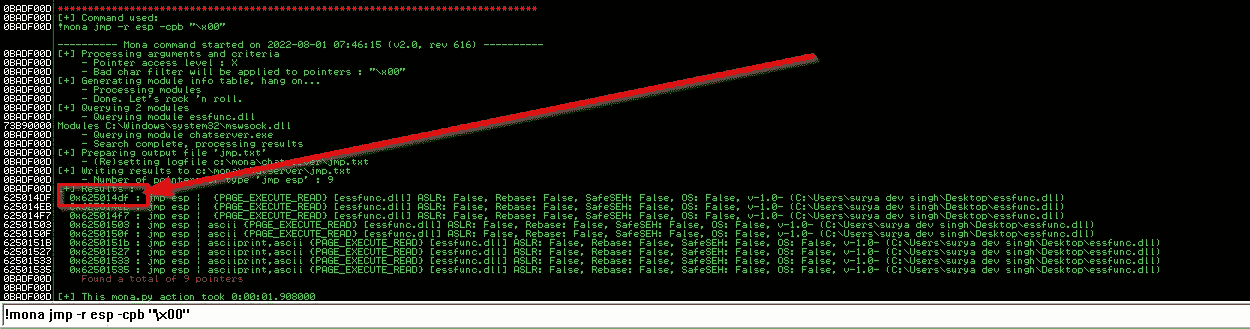 0BADF00D ********************************************************************************
0BADF00D [+] Command used:
0BADF00D !mona jmp -r esp -cpb "\x00"
---------- Mona command started on 2022-08-01 07:46:15 (v2.0, rev 616) ----------
0BADF00D [+] Processing arguments and criteria
0BADF00D - Pointer access level : X
0BADF00D - Bad char filter will be applied to pointers : "\x00"
0BADF00D [+] Generating module info table, hang on...
0BADF00D - Processing modules
0BADF00D - Done. Let's rock 'n roll.
0BADF00D [+] Querying 2 modules
0BADF00D - Querying module essfunc.dll
73B90000 Modules C:\Windows\system32\mswsock.dll
0BADF00D - Querying module chatserver.exe
0BADF00D - Search complete, processing results
0BADF00D [+] Preparing output file 'jmp.txt'
0BADF00D - (Re)setting logfile c:\mona\chatserver\jmp.txt
0BADF00D [+] Writing results to c:\mona\chatserver\jmp.txt
0BADF00D - Number of pointers of type 'jmp esp' : 9
0BADF00D [+] Results :
625014DF 0x625014df : jmp esp | {PAGE_EXECUTE_READ} [essfunc.dll] ASLR: False, Rebase: False, SafeSEH: False, OS: False, v-1.0- (C:\Users\surya dev singh\Desktop\essfunc.dll)
625014EB : jmp esp | {PAGE_EXECUTE_READ} [essfunc.dll] ASLR: False, Rebase: False, SafeSEH: False, OS: False, v-1.0- (C:\Users\surya dev singh\Desktop\essfunc.dll)
625014F7 0x625014f7 : jmp esp | {PAGE_EXECUTE_READ} [essfunc.dll] ASLR: False, Rebase: False, SafeSEH: False, OS: False, v-1.0- (C:\Users\surya dev singh\Desktop\essfunc.dll)
62501503 0x62501503 : jmp esp | ascii {PAGE_EXECUTE_READ} [essfunc.dll] ASLR: False, Rebase: False, SafeSEH: False, OS: False, v-1.0- (C:\Users\surya dev singh\Desktop\essfunc.dll)
6250150F 0x6250150f : jmp esp | ascii {PAGE_EXECUTE_READ} [essfunc.dll] ASLR: False, Rebase: False, SafeSEH: False, OS: False, v-1.0- (C:\Users\surya dev singh\Desktop\essfunc.dll)
6250151B 0x6250151b : jmp esp | asciiprint,ascii {PAGE_EXECUTE_READ} [essfunc.dll] ASLR: False, Rebase: False, SafeSEH: False, OS: False, v-1.0- (C:\Users\surya dev singh\Desktop\essfunc.dll)
62501527 0x62501527 : jmp esp | asciiprint,ascii {PAGE_EXECUTE_READ} [essfunc.dll] ASLR: False, Rebase: False, SafeSEH: False, OS: False, v-1.0- (C:\Users\surya dev singh\Desktop\essfunc.dll)
62501533 0x62501533 : jmp esp | asciiprint,ascii {PAGE_EXECUTE_READ} [essfunc.dll] ASLR: False, Rebase: False, SafeSEH: False, OS: False, v-1.0- (C:\Users\surya dev singh\Desktop\essfunc.dll)
62501535 0x62501535 : jmp esp | asciiprint,ascii {PAGE_EXECUTE_READ} [essfunc.dll] ASLR: False, Rebase: False, SafeSEH: False, OS: False, v-1.0- (C:\Users\surya dev singh\Desktop\essfunc.dll)
0BADF00D Found a total of 9 pointers
0BADF00D
0BADF00D [+] This mona.py action took 0:00:01.908000
!mona jmp -r esp -cpb "\x00"